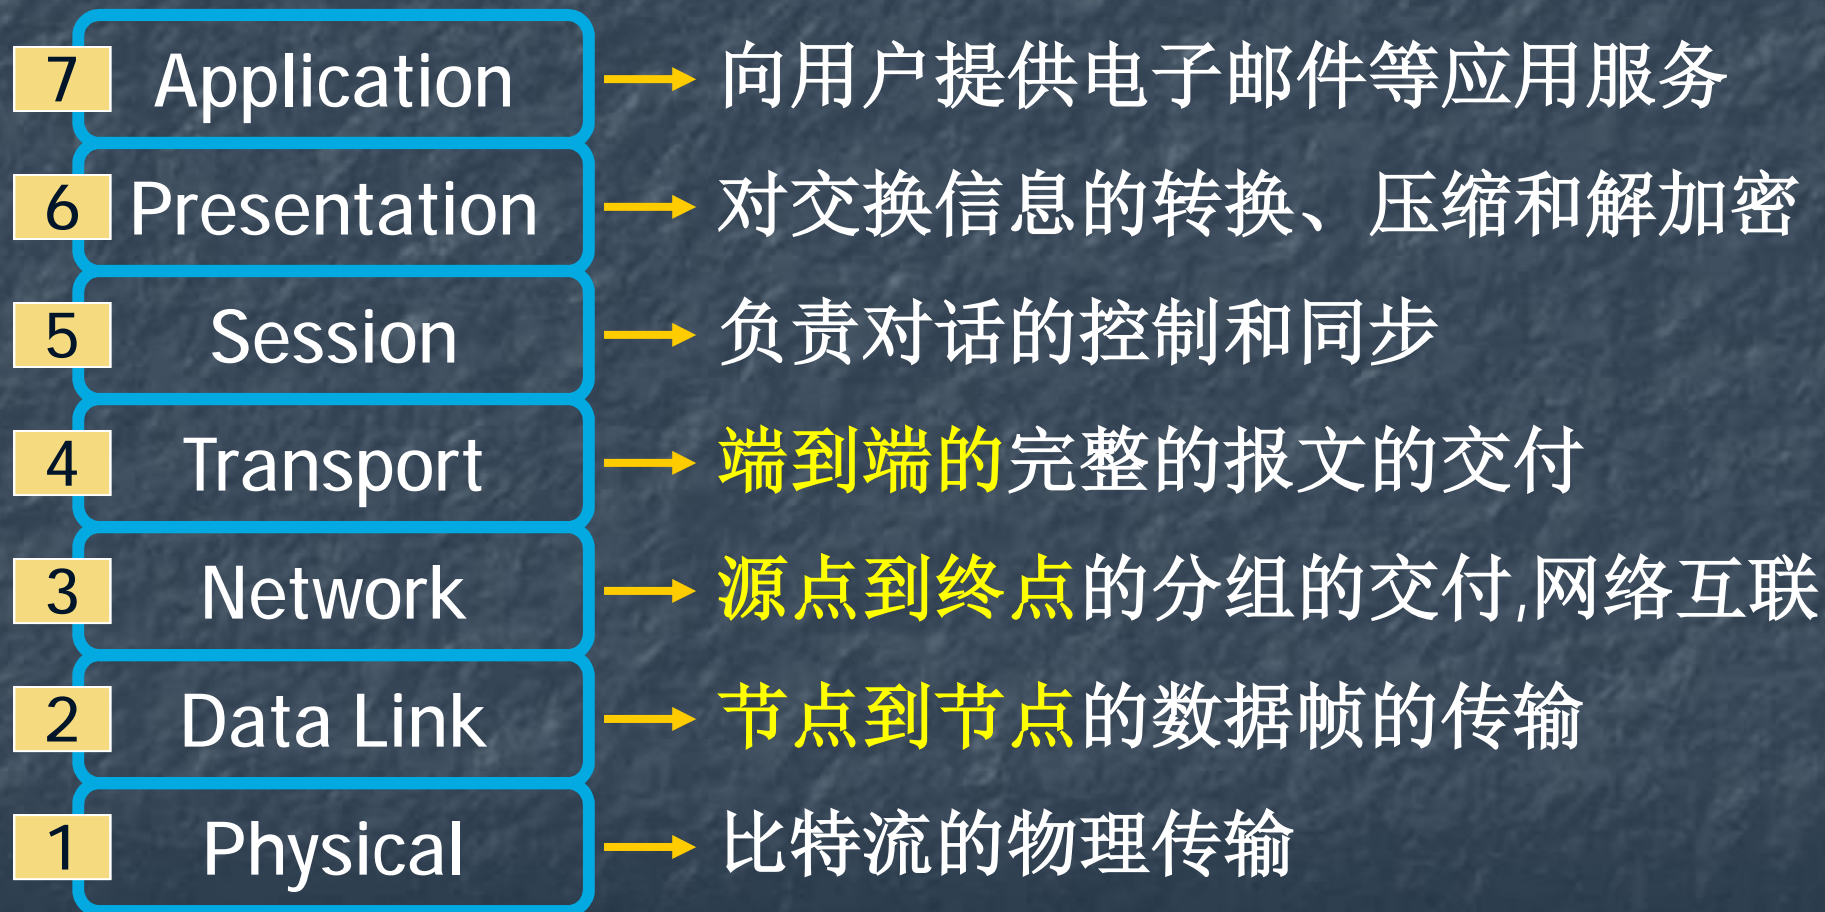 7 Application 向用户提供电子邮件等应用服务
6 Presentation 对交换信息的转换、压缩和解加密
5 Session 负责对话的控制和同步
4 Transport 端到端的完整的报文的交付
3 Network 源点到终点的分组的交付,网络互联
2 Data Link 节点到节点的数据帧的传输
1 Physical 比特流的物理传输